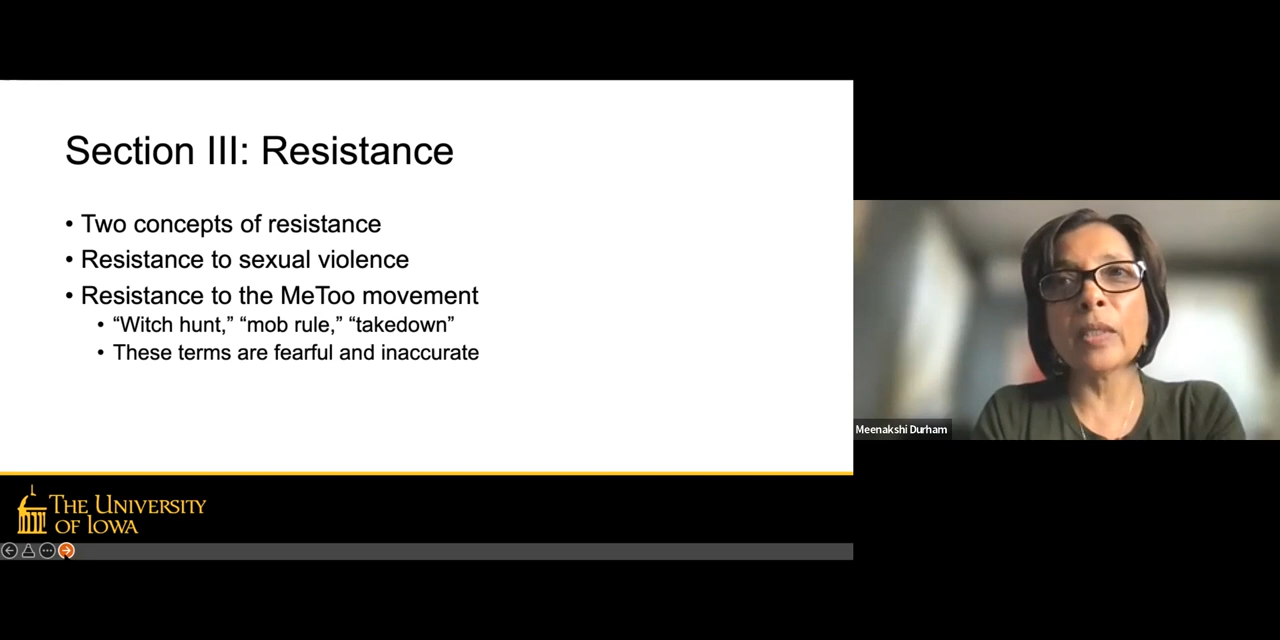 Section III: Resistance
• Two concepts of resistance
• Resistance to sexual violence
• Resistance to the MeToo movement
• “Witch hunt,” “mob rule,” “takedown”
• These terms are fearful and inaccurate
THE UNIVERSITY
OF IOWA
Meenakshi Durham